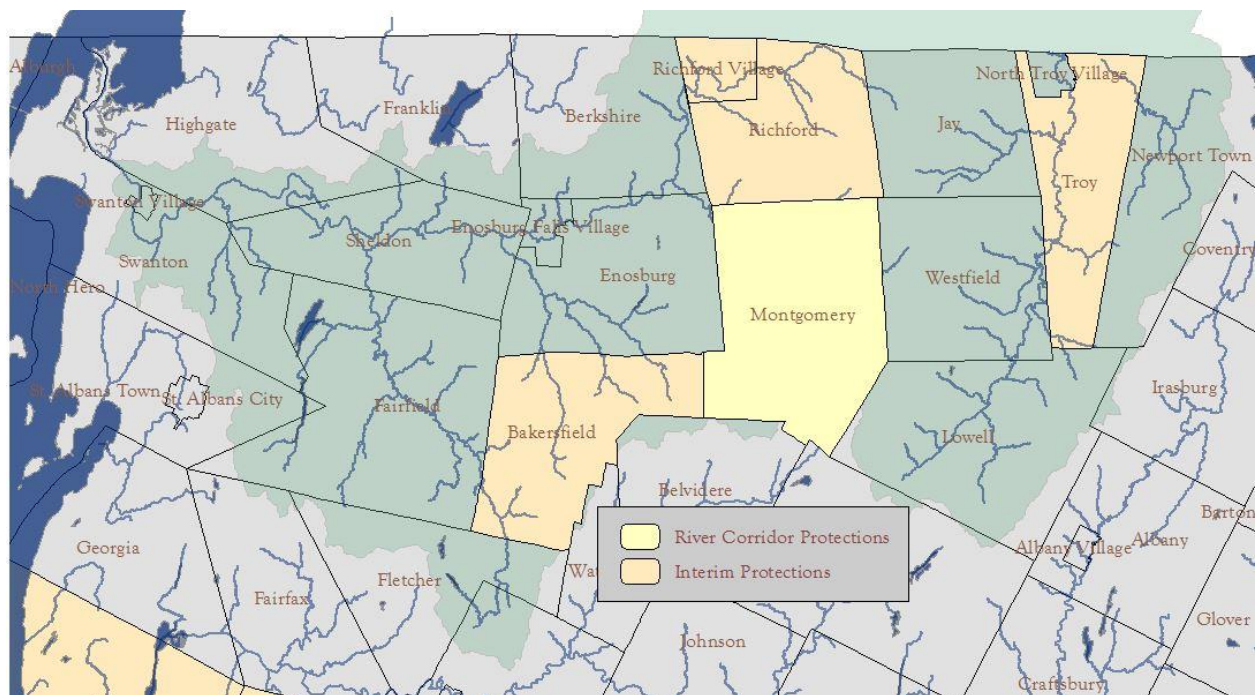 Alburgh
Richford Village
North Troy Village
Franklin
Berkshire
Highgate
Richford
Jay
Newport Town
Troy
Swanton Village
Enosburg Falls Village
Sheldon
Swanton
Coventry
Enosburg
Westfield
North Hero
Montgomery
St. Albans Town
St. Albans City
Irasburg
Fairfield
Bakersfield
Lowell
Belvidere
Barton
River Corridor Protections
Albany Village
Albany
Georgia
Interim Protections
Fletcher
Fairfax
Glover
Johnson
Craftsbury